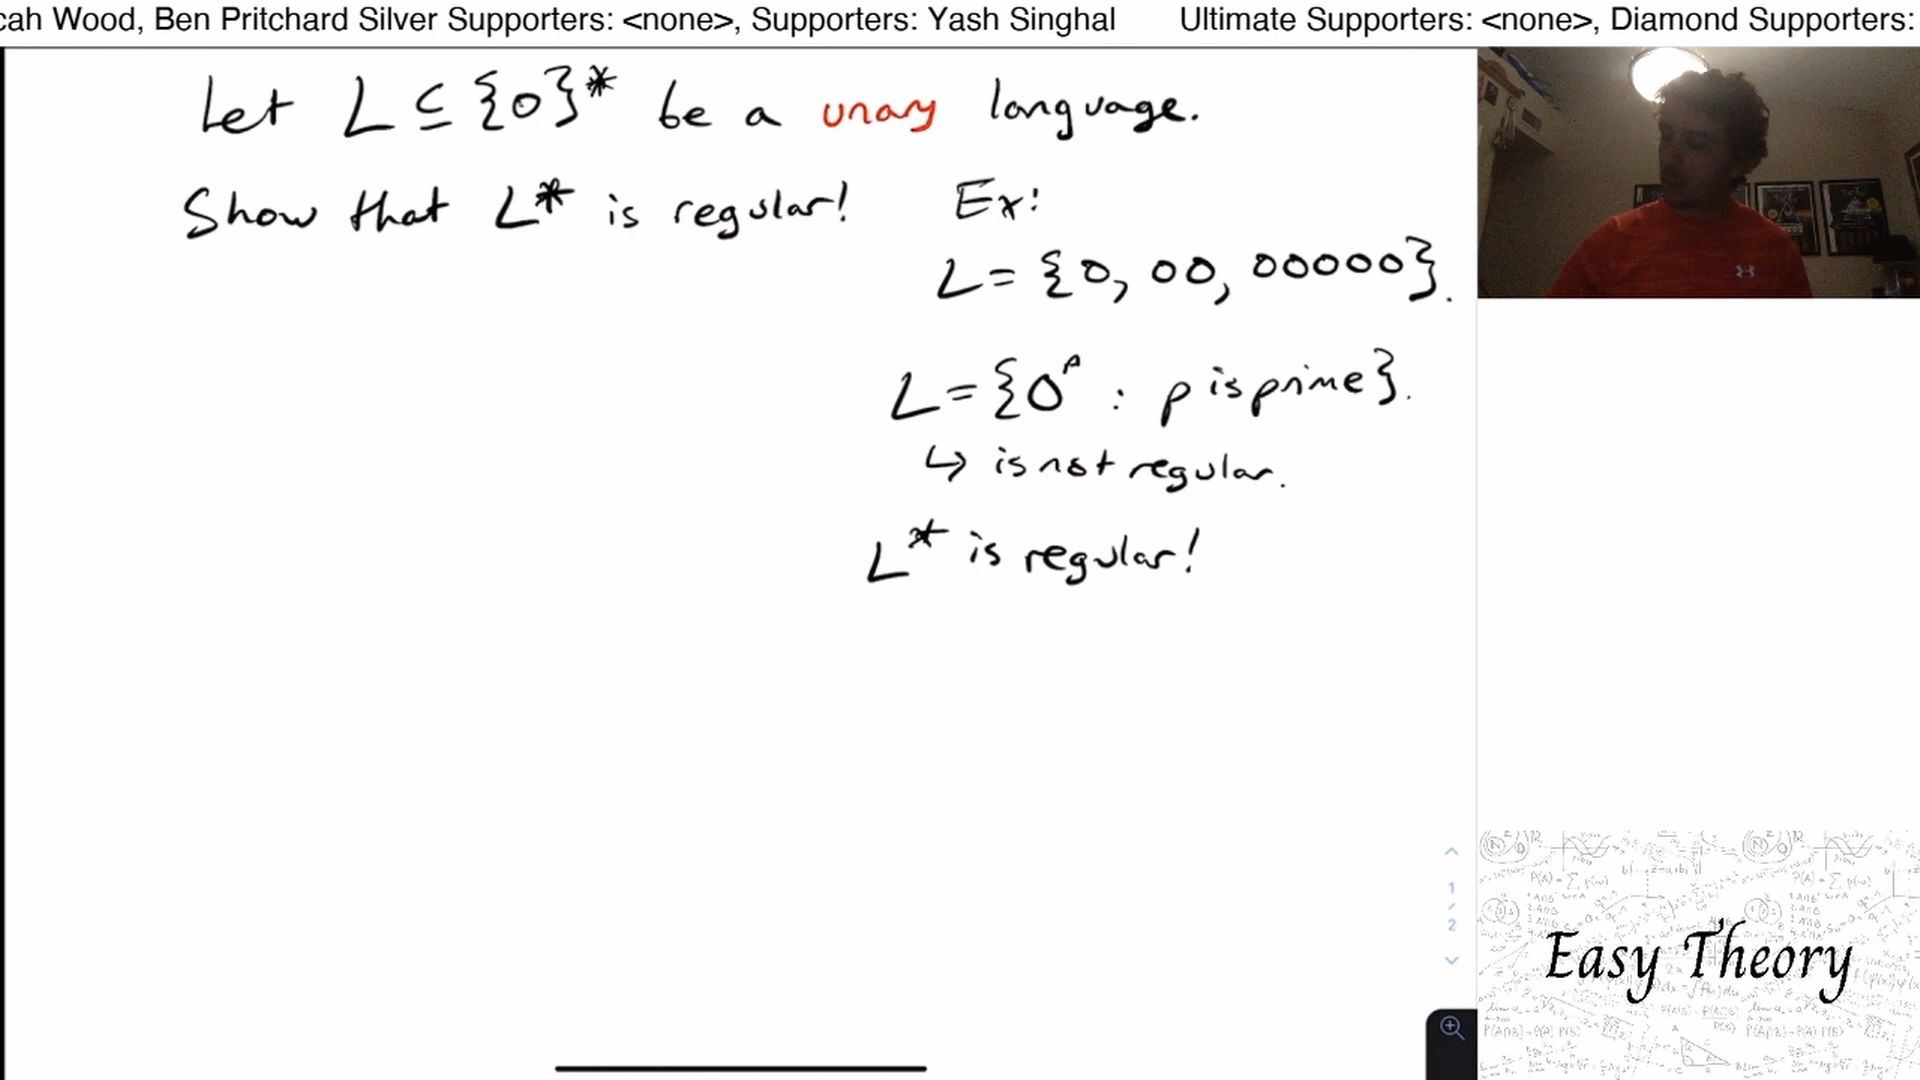 cah Wood, Ben Pritchard Silver Supporters: <none>, Supporters: Yash Singhal Ultimate Supporters: <none>, Diamond Supporters:
Let L ⊆ {0}* be a unary language.
Show that L* is regular!
Ex:
L = {0, 00, 00000}.
L = {0^p : p is prime}.
↳ is not regular.
L* is regular!
1
/
2
Easy Theory